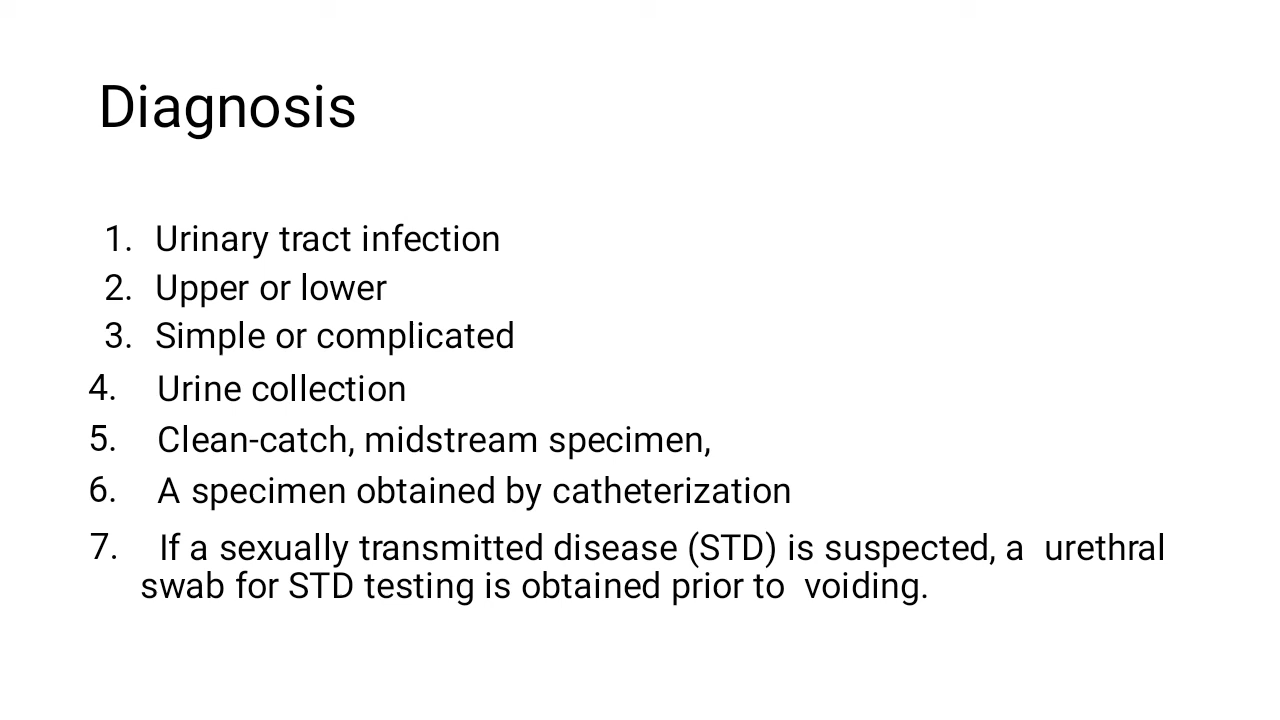 Diagnosis
1. Urinary tract infection
2. Upper or lower
3. Simple or complicated
4. Urine collection
5. Clean-catch, midstream specimen,
6. A specimen obtained by catheterization
7. If a sexually transmitted disease (STD) is suspected, a  urethral
swab for STD testing is obtained prior to  voiding.